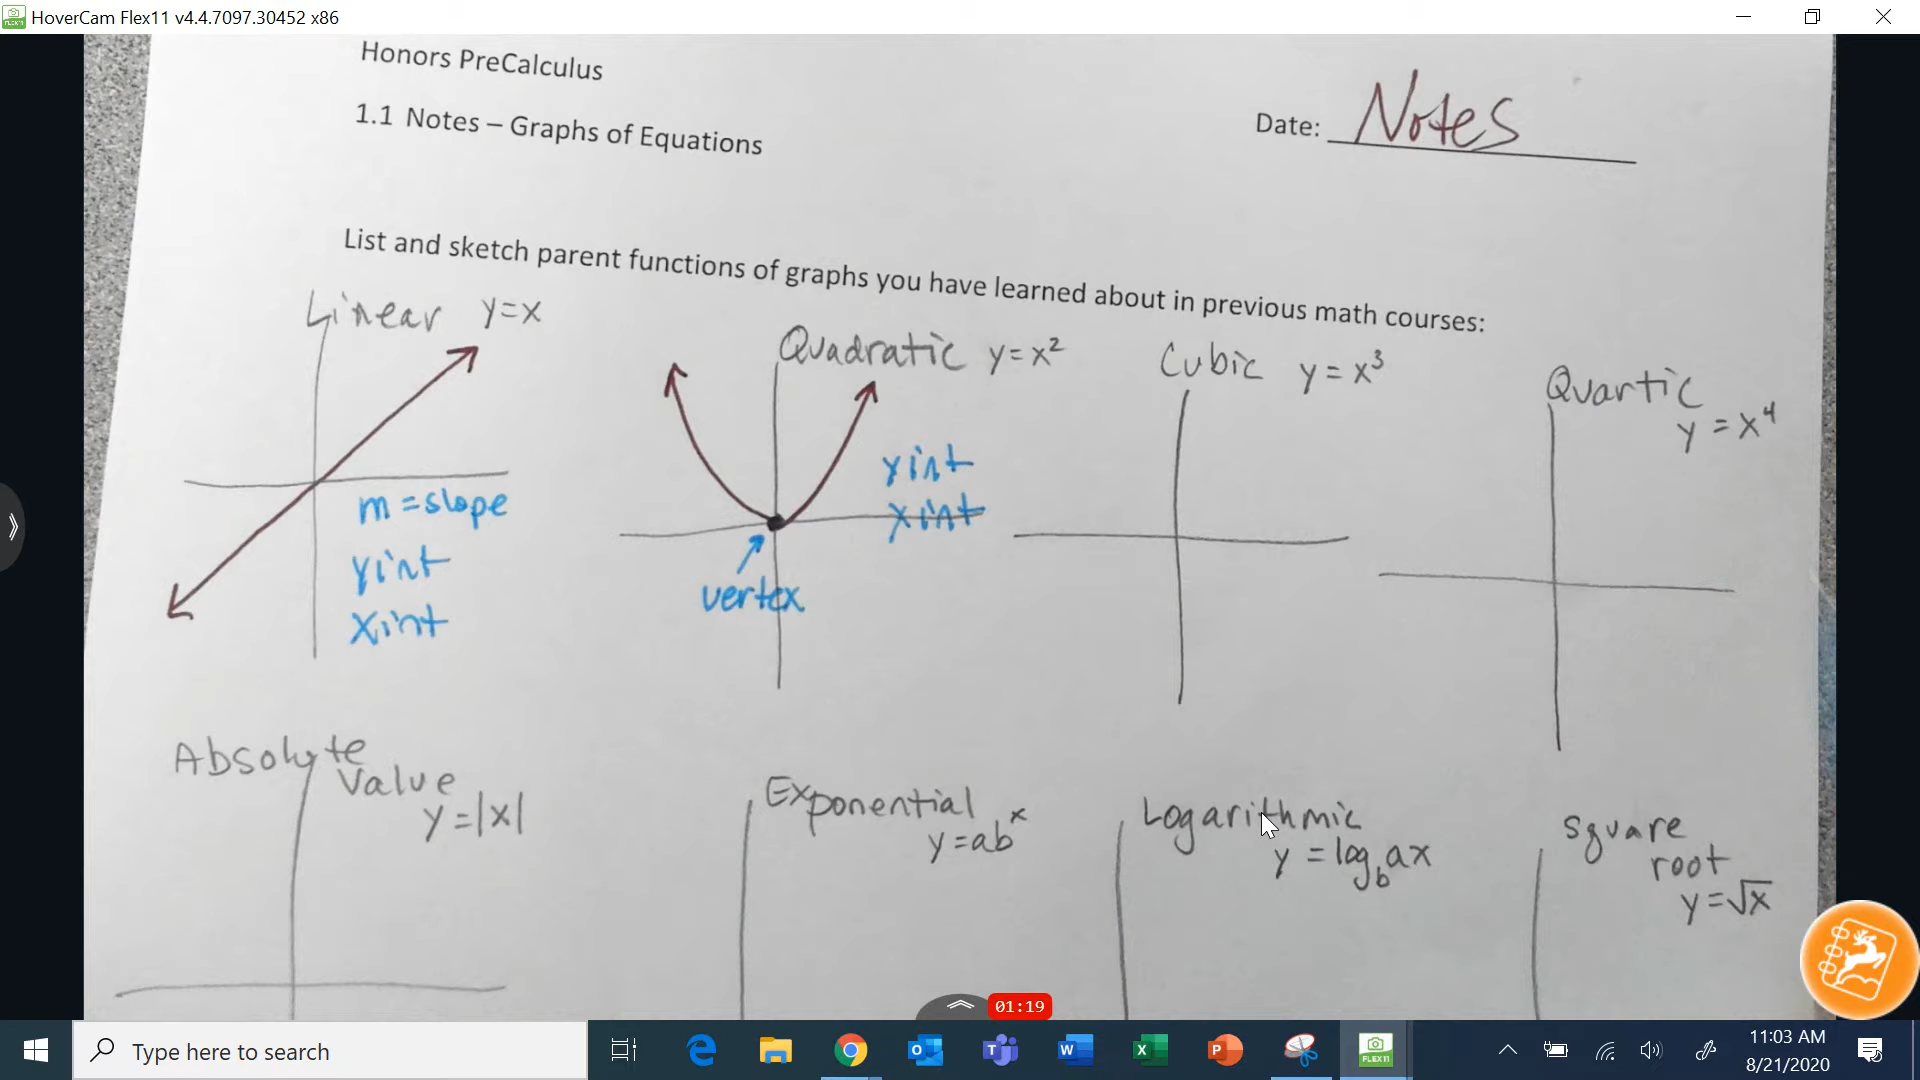 HoverCam Flex11 v4.4.7097.30452 x86
Honors PreCalculus
1.1 Notes – Graphs of Equations
Date: Notes
List and sketch parent functions of graphs you have learned about in previous math courses:
Linear y=x
m = slope
yint
xint
Quadratic y=x²
yint
xint
vertex
Cubic y = x³
Quartic
y = x⁴
Absolute
Value
y=|x|
Exponential
y=abˣ
Logarithmic
y = log_b ax
square
root
y=√x
01:19
Type here to search
11:03 AM
8/21/2020
FLEX11